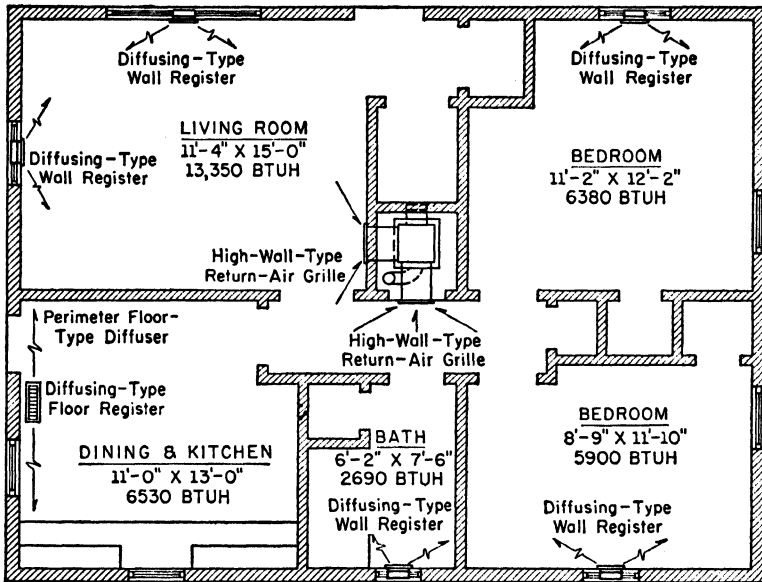 Diffusing-Type
Wall Register
Diffusing-Type
Wall Register
LIVING ROOM
11'-4" X 15'-0"
13,350 BTUH
Diffusing-Type
Wall Register
BEDROOM
11'-2" X 12'-2"
6380 BTUH
High-Wall-Type
Return-Air Grille
Perimeter Floor-
Type Diffuser
High-Wall-Type
Return-Air Grille
Diffusing-Type
Floor Register
DINING & KITCHEN
11'-0" X 13'-0"
6530 BTUH
BATH
6'-2" X 7'-6"
2690 BTUH
BEDROOM
8'-9" X 11'-10"
5900 BTUH
Diffusing-Type
Wall Register
Diffusing-Type
Wall Register